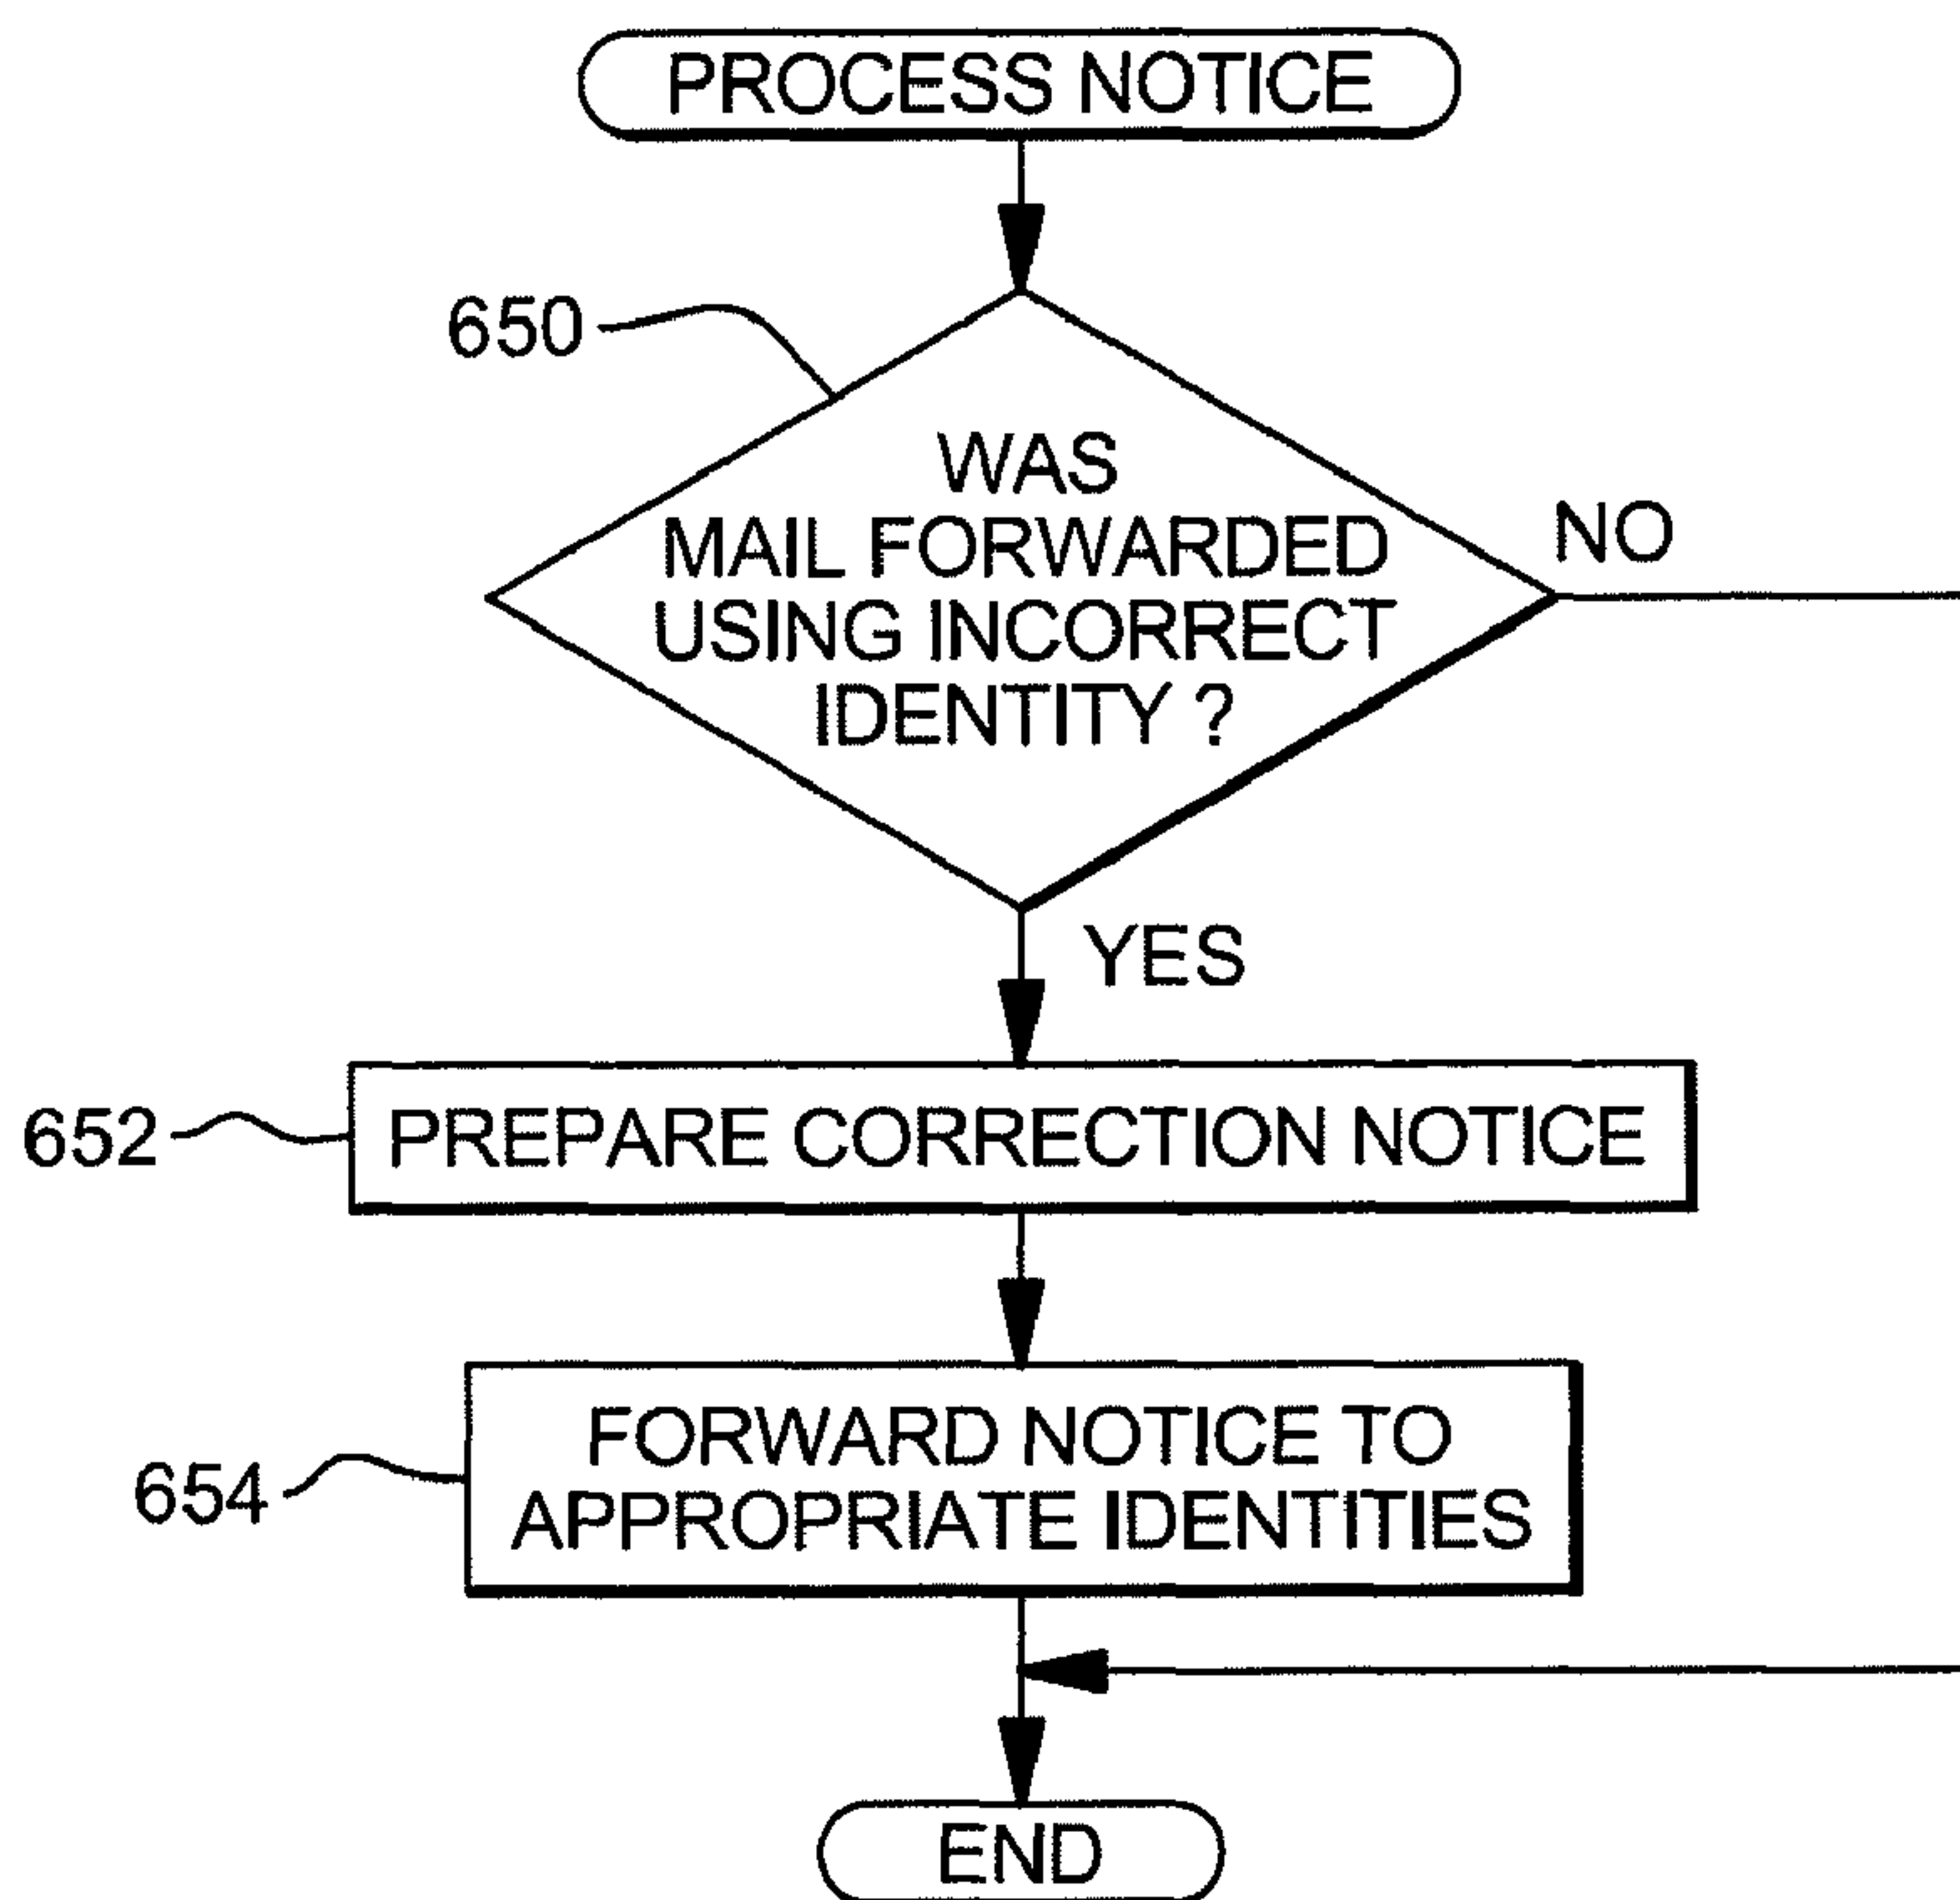 PROCESS NOTICE
650
WAS
MAIL FORWARDED
USING INCORRECT
IDENTITY ?
NO
YES
652
PREPARE CORRECTION NOTICE
654
FORWARD NOTICE TO
APPROPRIATE IDENTITIES
END